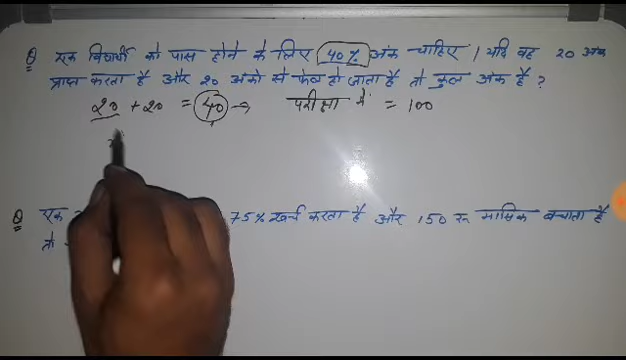 Q एक विद्यार्थी को पास होने के लिए 40% अंक चाहिए | यदि वह 20 अंक
प्राप्त करता है और 20 अंको से फेल हो जाता है तो कुल अंक है ?
20 + 20 = 40 → परीक्षा में = 100
Q एक 75% खर्च करता है और 150 रू मासिक बचाता है
तो